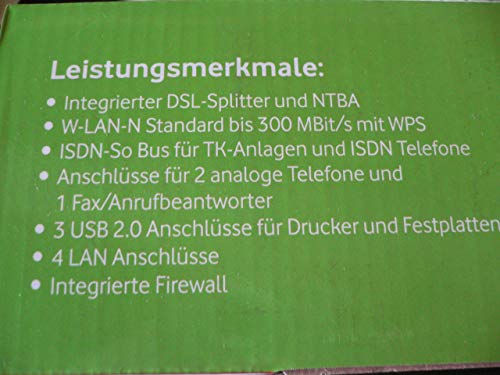 Leistungsmerkmale:
• Integrierter DSL-Splitter und NTBA
• W-LAN-N Standard bis 300 MBit/s mit WPS
• ISDN-So Bus für TK-Anlagen und ISDN Telefone
• Anschlüsse für 2 analoge Telefone und
1 Fax/Anrufbeantworter
• 3 USB 2.0 Anschlüsse für Drucker und Festplatten
• 4 LAN Anschlüsse
• Integrierte Firewall